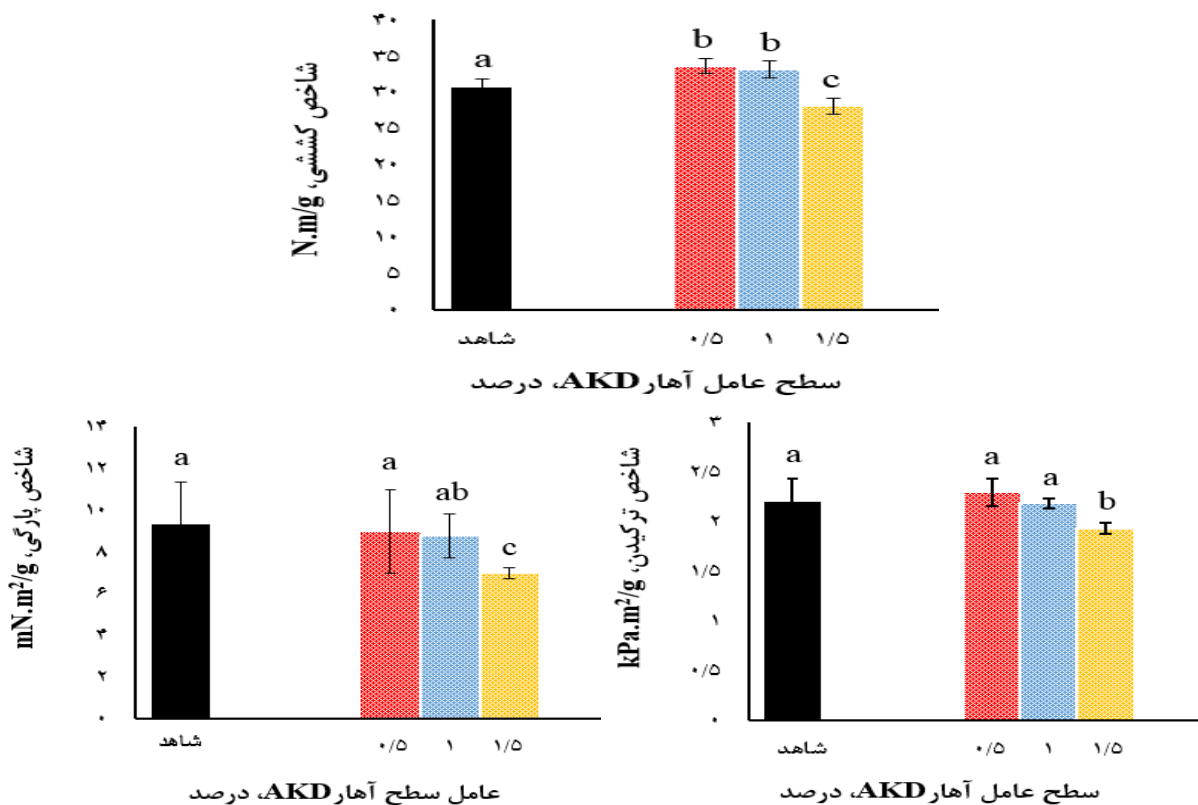 شاخص کششی، N.m/g
۴۰
۳۵
۳۰
۲۵
۲۰
۱۵
۱۰
۵
۰
a
b
b
c
شاهد
۰/۵
۱
۱/۵
سطح عامل آهار AKD، درصد
شاخص پارگی، mN.m²/g
۱۴
۱۲
۱۰
۸
۶
۴
۲
۰
a
a
ab
c
شاهد
۰/۵
۱
۱/۵
عامل سطح آهار AKD، درصد
شاخص ترکیدن، kPa.m²/g
۳
۲/۵
۲
۱/۵
۱
۰/۵
۰
a
a
a
b
شاهد
۰/۵
۱
۱/۵
سطح عامل آهار AKD، درصد